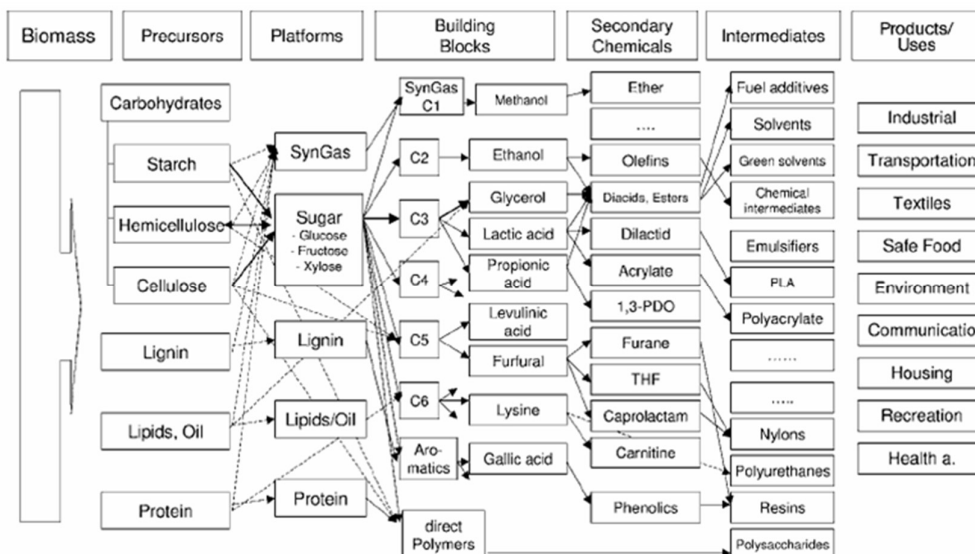 Biomass
Precursors
Platforms
Building
Blocks
Secondary
Chemicals
Intermediates
Products/
Uses
Carbohydrates
Starch
Hemicellulose
Cellulose
Lignin
Lipids, Oil
Protein
SynGas
Sugar
- Glucose
- Fructose
- Xylose
Lignin
Lipids/Oil
Protein
SynGas
C1
C2
C3
C4
C5
C6
Aro-
matics
direct
Polymers
Methanol
Ethanol
Glycerol
Lactic acid
Propionic
acid
Levulinic
acid
Furfural
Lysine
Gallic acid
Ether
....
Olefins
Diacids, Esters
Dilactid
Acrylate
1,3-PDO
Furane
THF
Caprolactam
Carnitine
Phenolics
Fuel additives
Solvents
Green solvents
Chemical
intermediates
Emulsifiers
PLA
Polyacrylate
......
.....
Nylons
Polyurethanes
Resins
Polysaccharides
Industrial
Transportation
Textiles
Safe Food
Environment
Communicatio
Housing
Recreation
Health a.